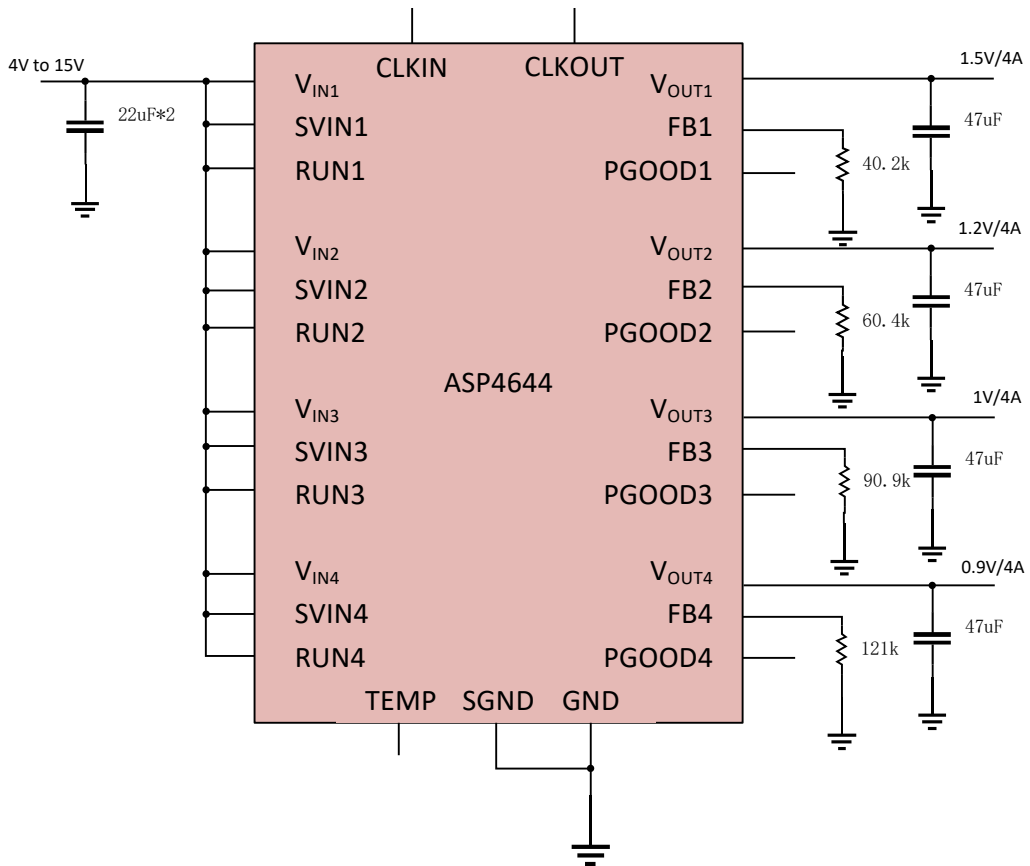 4V to 15V
22uF*2
CLKIN
CLKOUT
VIN1
SVIN1
RUN1
VIN2
SVIN2
RUN2
VIN3
SVIN3
RUN3
VIN4
SVIN4
RUN4
ASP4644
VOUT1
FB1
PGOOD1
VOUT2
FB2
PGOOD2
VOUT3
FB3
PGOOD3
VOUT4
FB4
PGOOD4
TEMP
SGND
GND
1.5V/4A
47uF
40.2k
1.2V/4A
47uF
60.4k
1V/4A
47uF
90.9k
0.9V/4A
47uF
121k